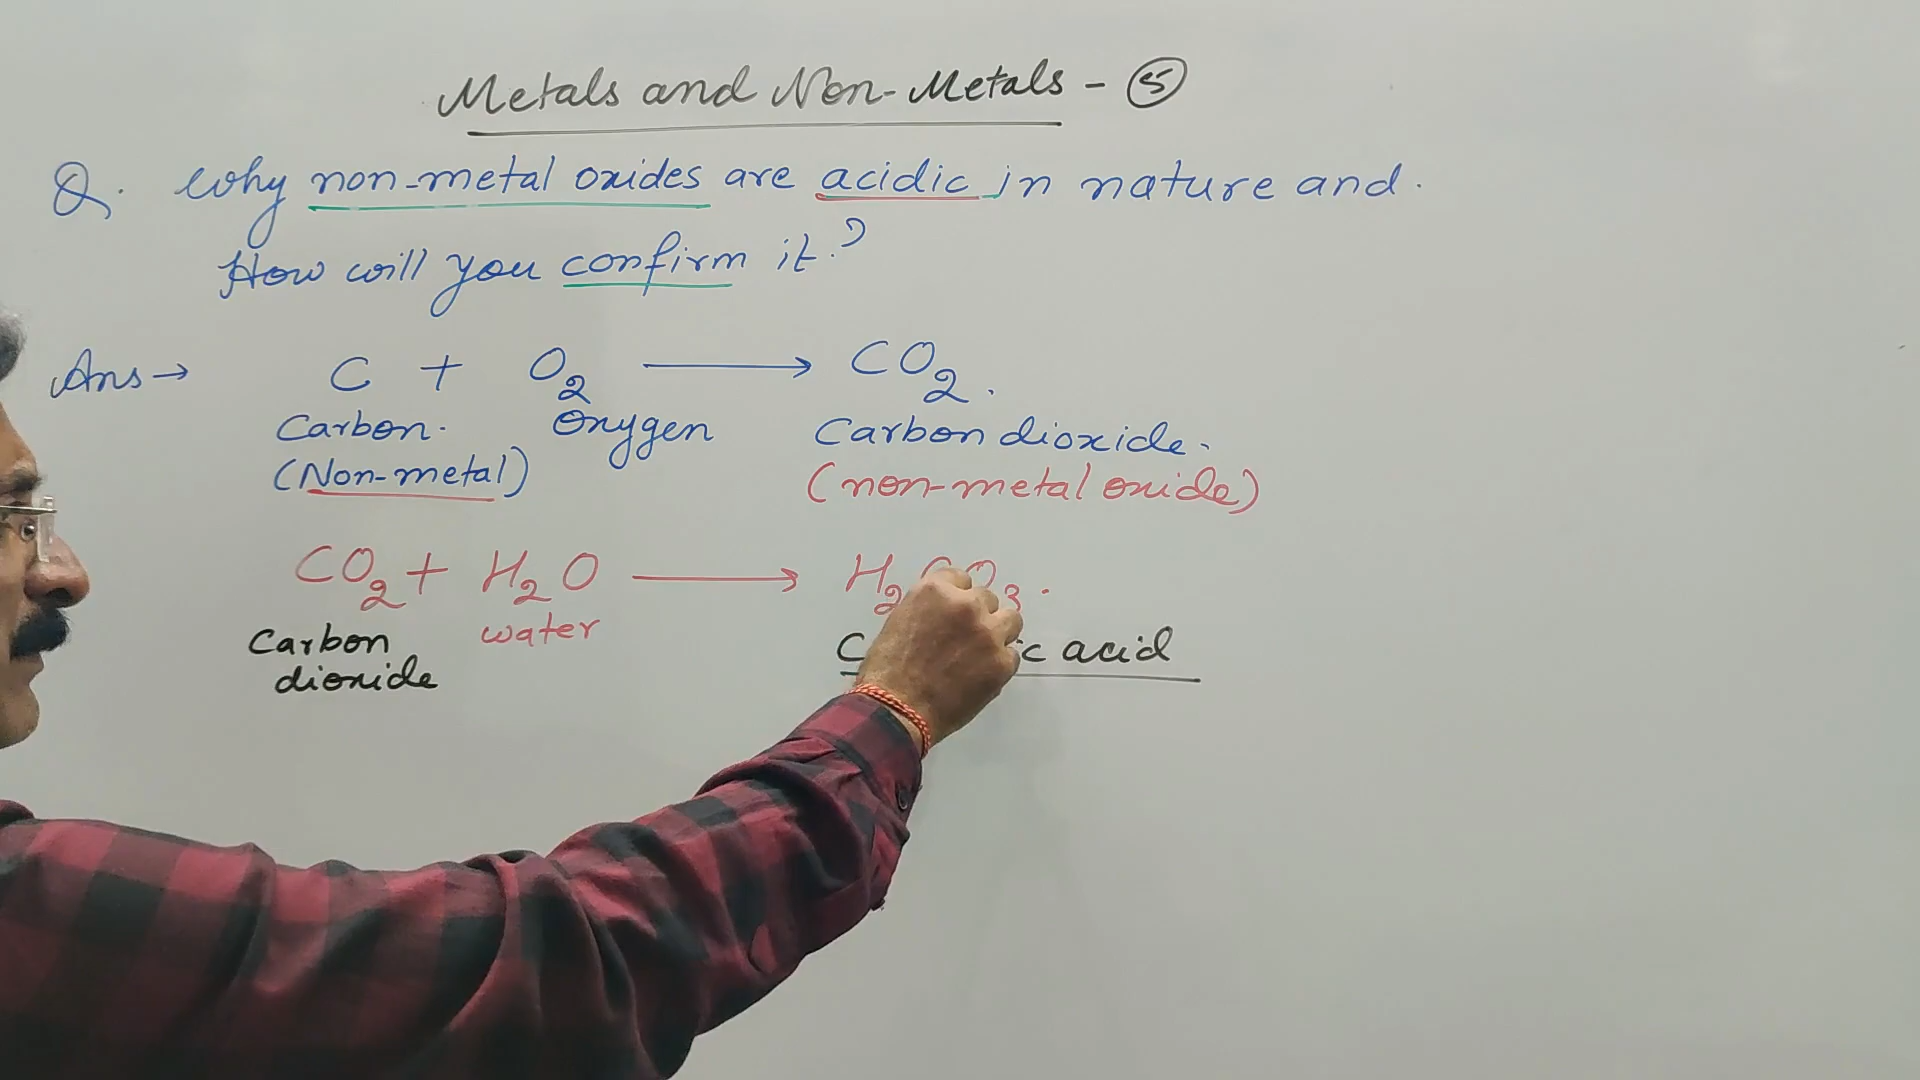 Metals and Non-Metals - 5
Q. Why non-metal oxides are acidic in nature and.
How will you confirm it?
Ans → C + O2 → CO2.
Carbon. Oxygen Carbon dioxide.
(Non-metal) (non-metal oxide)
CO2 + H2O → H2CO3.
Carbon water acid
dioxide